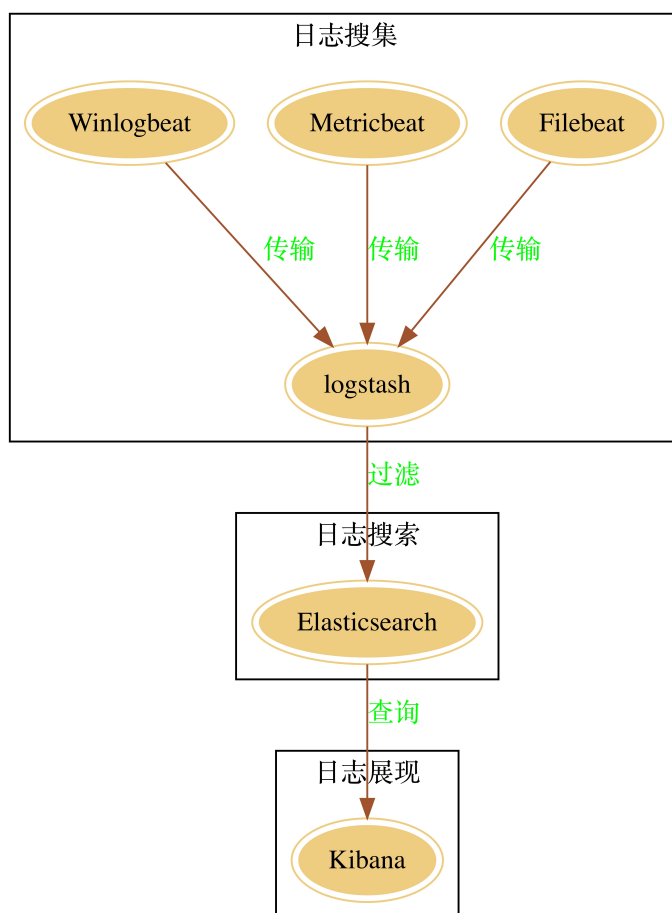 日志搜集
Winlogbeat
Metricbeat
Filebeat
传输
传输
传输
logstash
过滤
日志搜索
Elasticsearch
查询
日志展现
Kibana